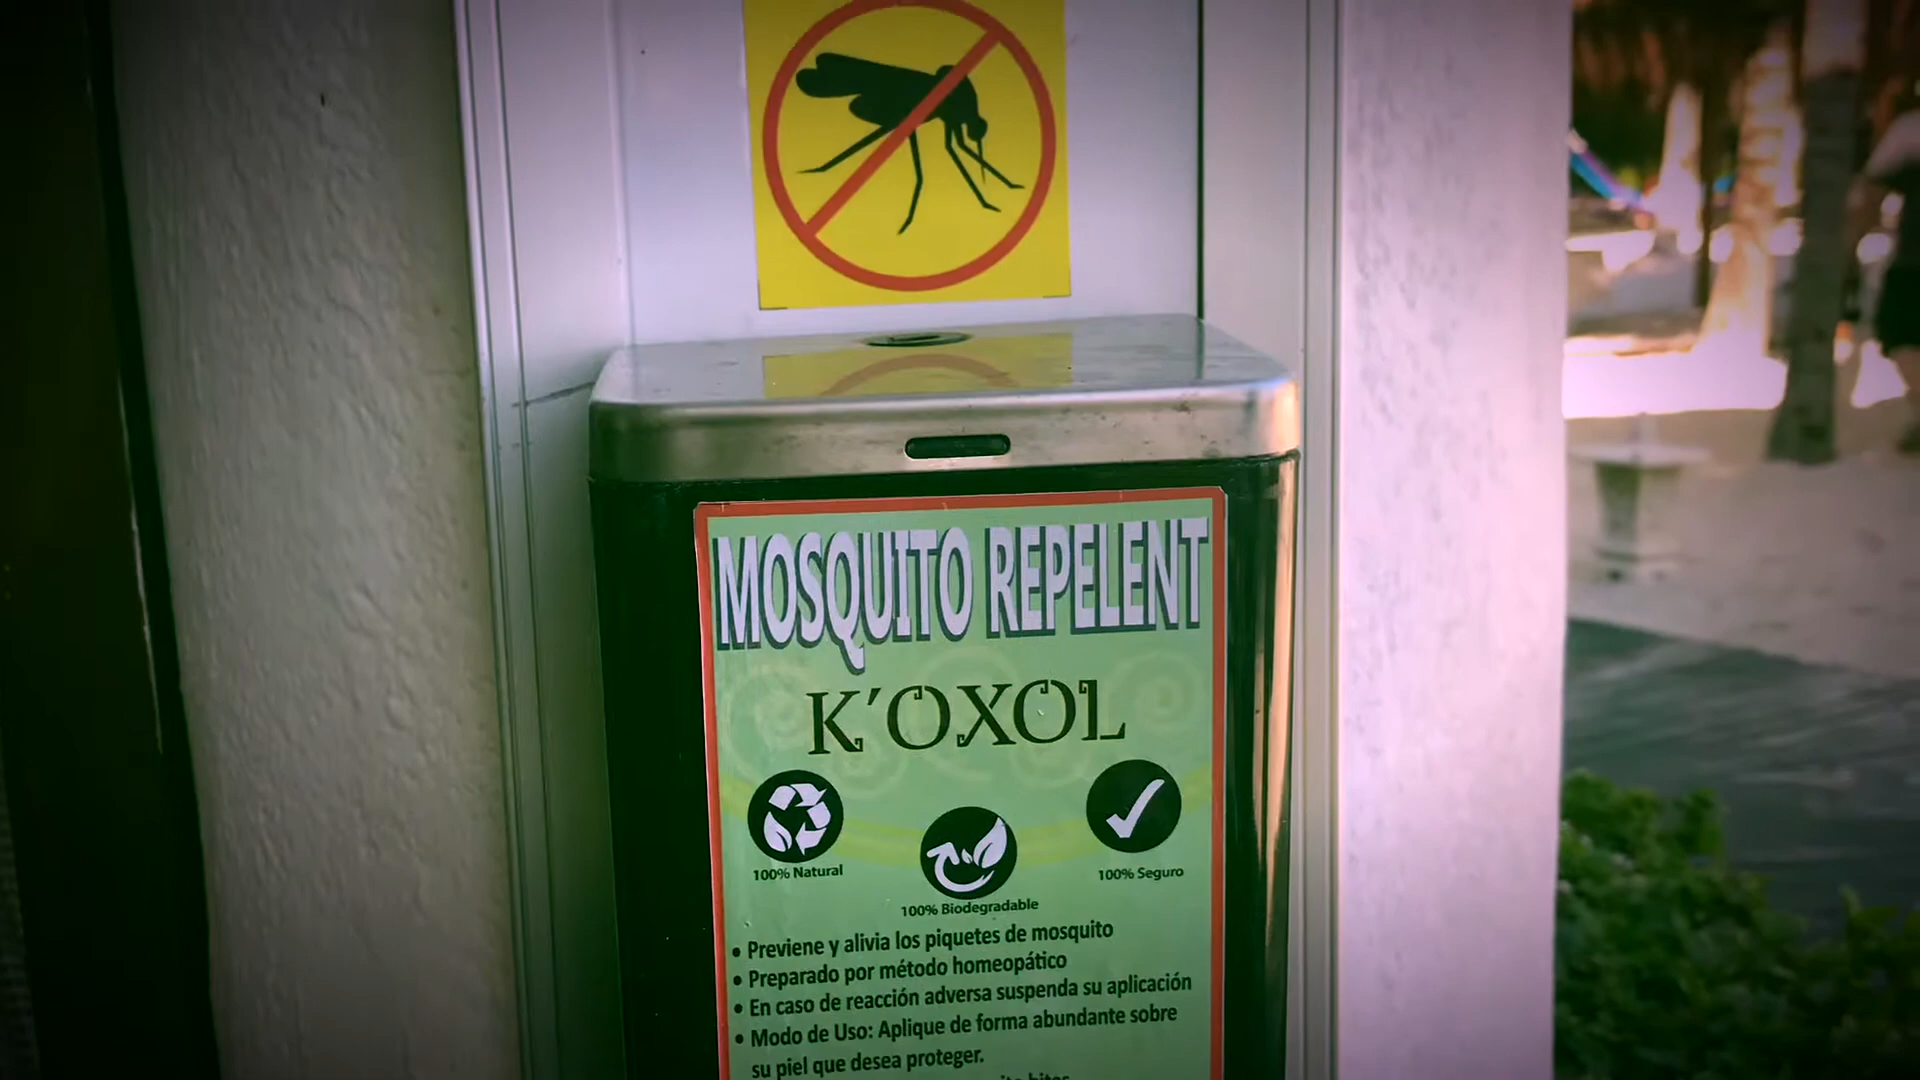 MOSQUITO REPELENT
K'OXOL
100% Natural
100% Biodegradable
100% Seguro
• Previene y alivia los piquetes de mosquito
• Preparado por método homeopático
• En caso de reacción adversa suspenda su aplicación
• Modo de Uso: Aplique de forma abundante sobre
su piel que desea proteger.